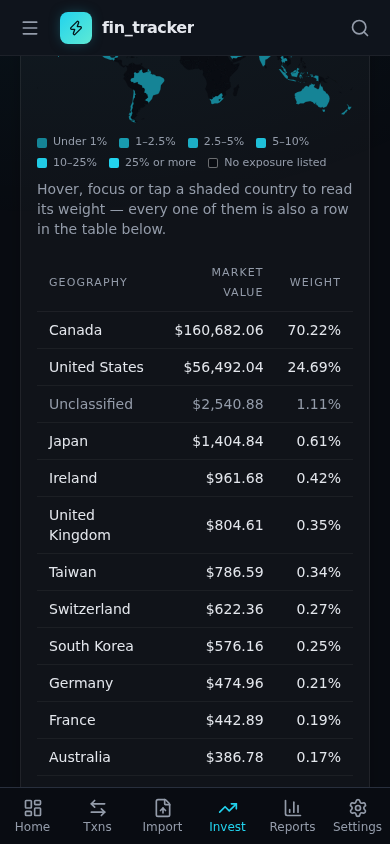 fin_tracker
Under 1% 1–2.5% 2.5–5% 5–10%
10–25% 25% or more No exposure listed
Hover, focus or tap a shaded country to read
its weight — every one of them is also a row
in the table below.
GEOGRAPHY MARKET VALUE WEIGHT
Canada $160,682.06 70.22%
United States $56,492.04 24.69%
Unclassified $2,540.88 1.11%
Japan $1,404.84 0.61%
Ireland $961.68 0.42%
United Kingdom $804.61 0.35%
Taiwan $786.59 0.34%
Switzerland $622.36 0.27%
South Korea $576.16 0.25%
Germany $474.96 0.21%
France $442.89 0.19%
Australia $386.78 0.17%
Home Txns Import Invest Reports Settings